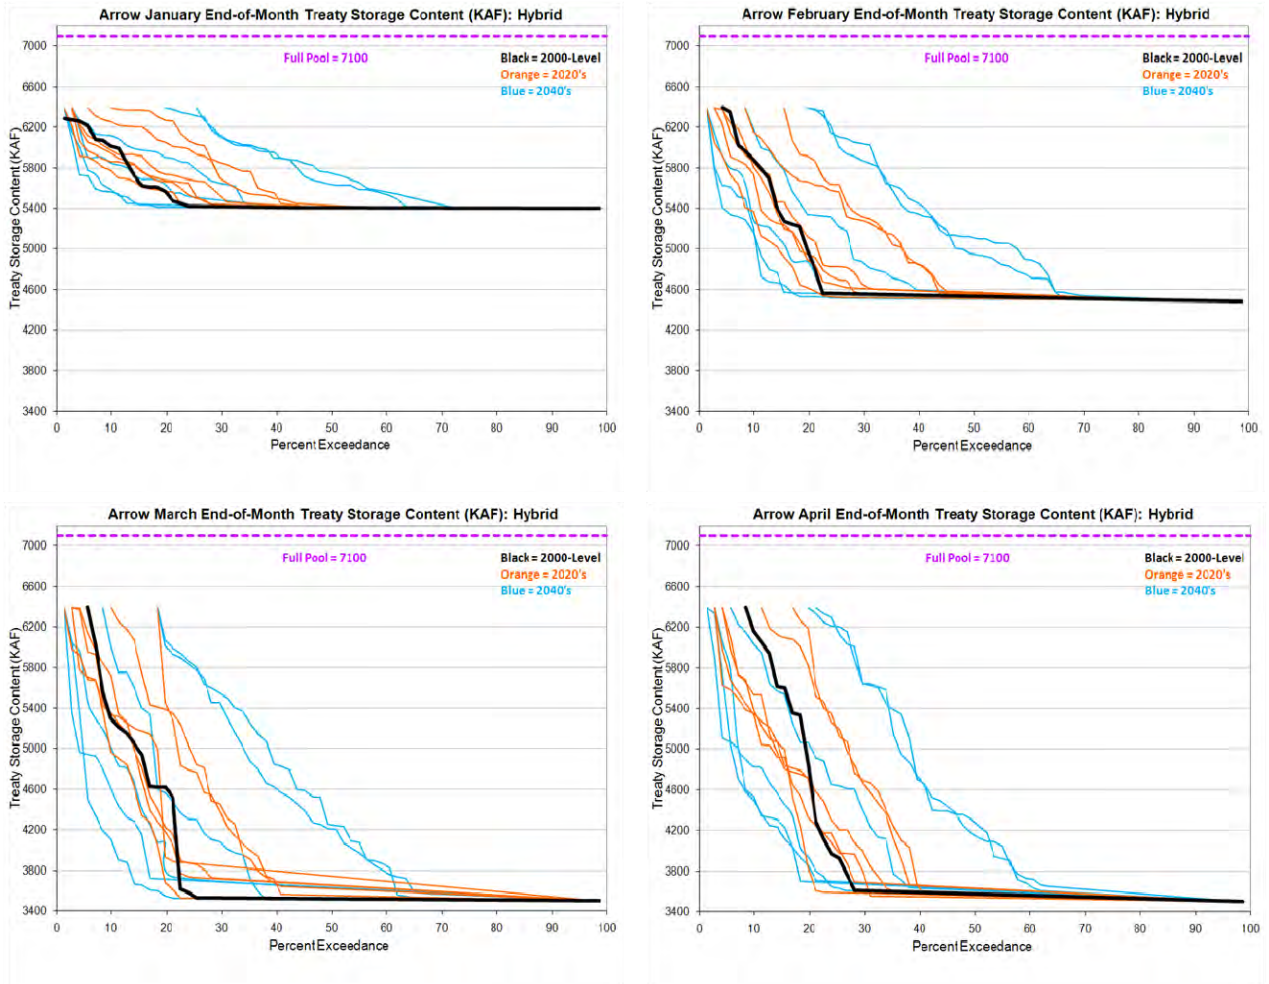 Arrow January End-of-Month Treaty Storage Content (KAF): Hybrid
Treaty Storage Content (KAF)
7000
6600
6200
5800
5400
5000
4600
4200
3800
3400
Full Pool = 7100
Black = 2000-Level
Orange = 2020's
Blue = 2040's
0 10 20 30 40 50 60 70 80 90 100
Percent Exceedance
Arrow February End-of-Month Treaty Storage Content (KAF): Hybrid
Treaty Storage Content (KAF)
7000
6600
6200
5800
5400
5000
4600
4200
3800
3400
Full Pool = 7100
Black = 2000-Level
Orange = 2020's
Blue = 2040's
0 10 20 30 40 50 60 70 80 90 100
Percent Exceedance
Arrow March End-of-Month Treaty Storage Content (KAF): Hybrid
Treaty Storage Content (KAF)
7000
6600
6200
5800
5400
5000
4600
4200
3800
3400
Full Pool = 7100
Black = 2000-Level
Orange = 2020's
Blue = 2040's
0 10 20 30 40 50 60 70 80 90 100
Percent Exceedance
Arrow April End-of-Month Treaty Storage Content (KAF): Hybrid
Treaty Storage Content (KAF)
7000
6600
6200
5800
5400
5000
4600
4200
3800
3400
Full Pool = 7100
Black = 2000-Level
Orange = 2020's
Blue = 2040's
0 10 20 30 40 50 60 70 80 90 100
Percent Exceedance